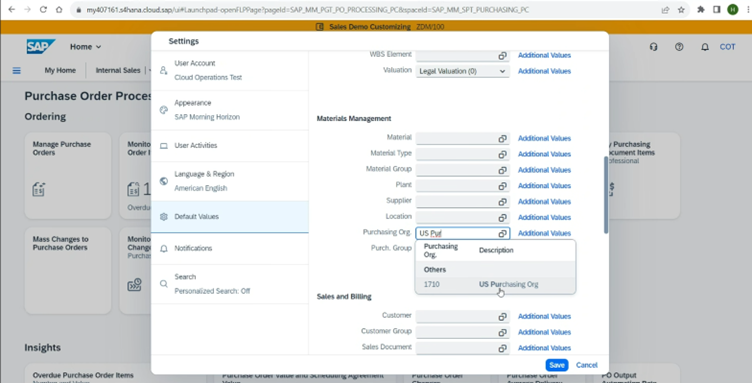 my407161.s4hana.cloud.sap/ui#Launchpad-openFLPPage?pageId=SAP_MM_PGT_PO_PROCESSING_PC&spaceId=SAP_MM_SPT_PURCHASING_PC
H
Sales Demo Customizing ZDM/100
SAP Home
COT
My Home Internal Sales
Purchase Order Proces
Ordering
Manage Purchase Orders
Monito
Order I
1
Overdu
y Purchasing
ocument Items
ofessional
Mass Changes to Purchase Orders
Monito
Change
Purchas
Insights
Overdue Purchase Order Items
PO Output
Settings
User Account
Cloud Operations Test
Appearance
SAP Morning Horizon
User Activities
Language & Region
American English
Default Values
Notifications
Search
Personalized Search: Off
WBS Element Additional Values
Valuation Legal Valuation (0) Additional Values
Materials Management
Material Additional Values
Material Type Additional Values
Material Group Additional Values
Plant Additional Values
Supplier Additional Values
Location Additional Values
Purchasing Org. US Pur Additional Values
Purch. Group
Purchasing Org. Description
Others
1710 US Purchasing Org
Sales and Billing
Customer Additional Values
Customer Group Additional Values
Sales Document Additional Values
Save Cancel